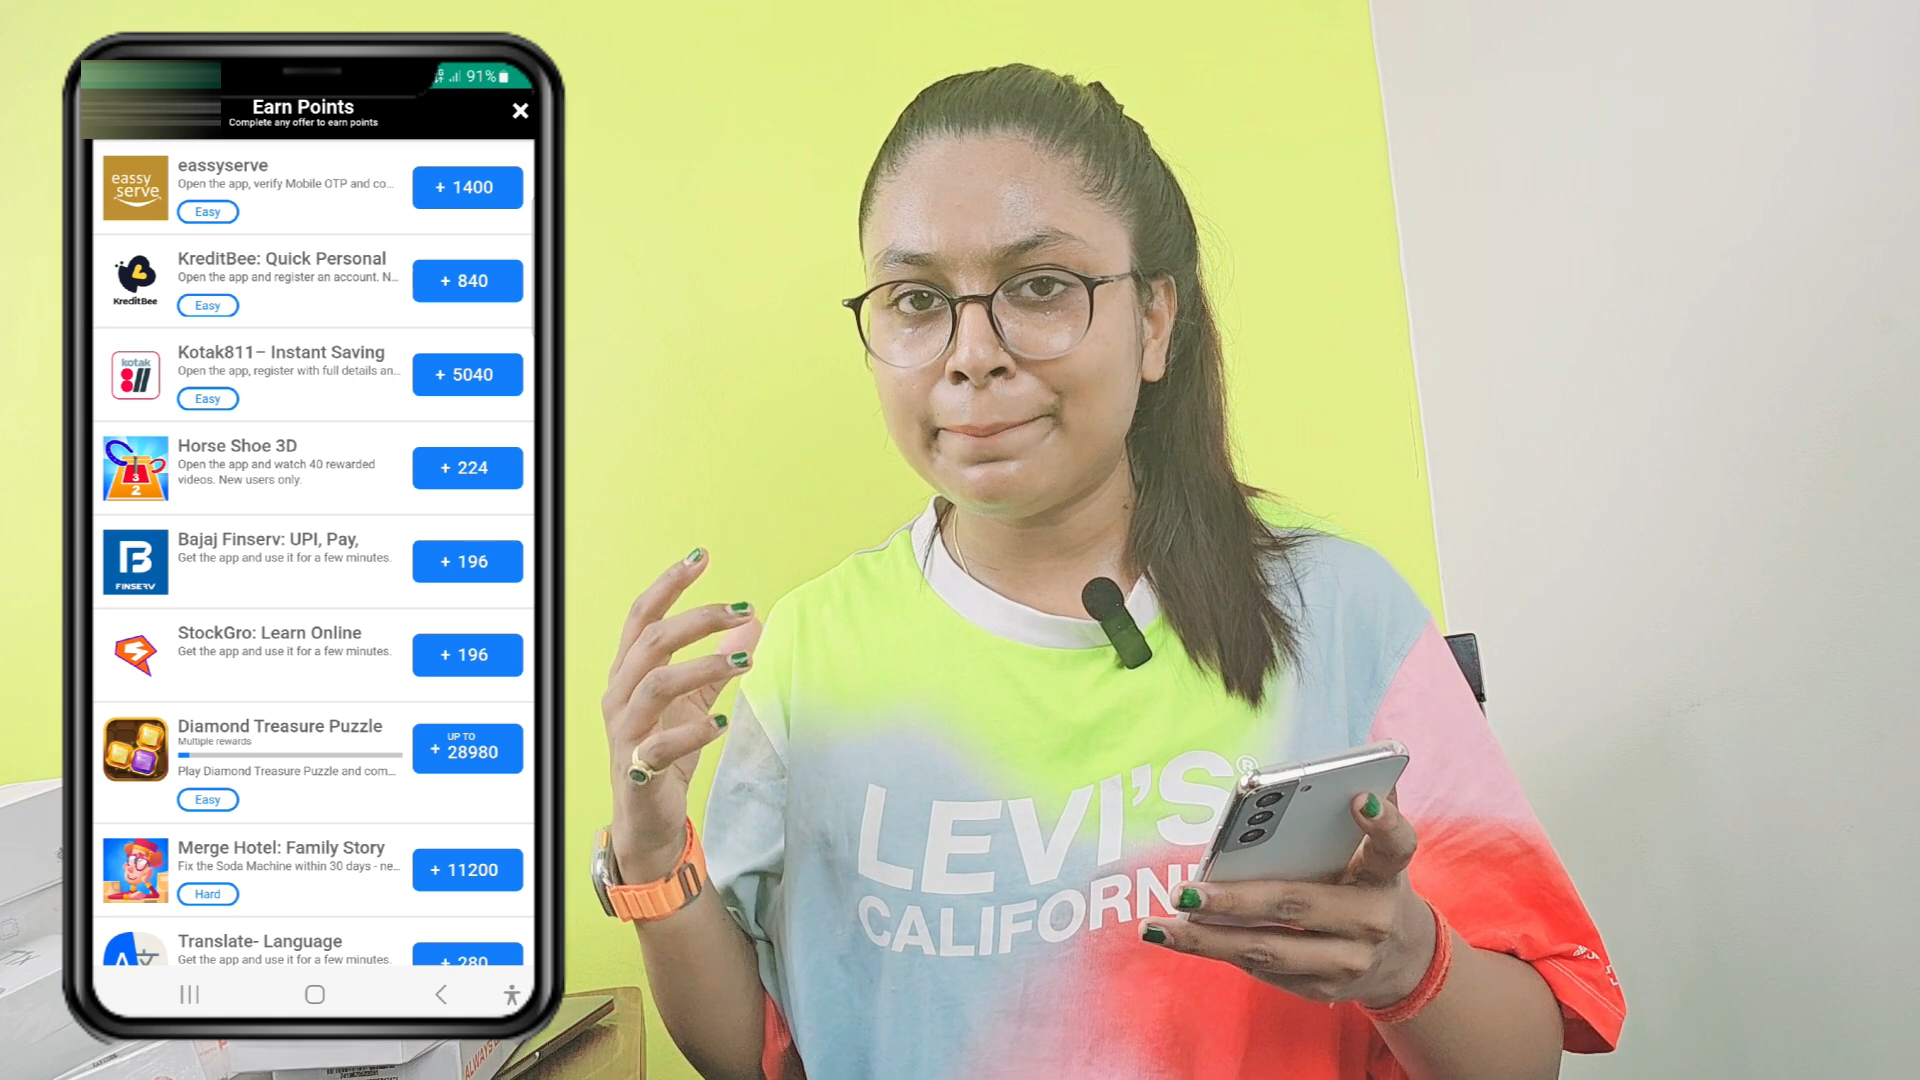 91%
Earn Points
Complete any offer to earn points
eassy
serve
eassyserve
Open the app, verify Mobile OTP and co...
Easy
+ 1400
KreditBee
KreditBee: Quick Personal
Open the app and register an account. N...
Easy
+ 840
kotak
811
Kotak811– Instant Saving
Open the app, register with full details an...
Easy
+ 5040
3
2
Horse Shoe 3D
Open the app and watch 40 rewarded
videos. New users only.
+ 224
B
FINSERV
Bajaj Finserv: UPI, Pay,
Get the app and use it for a few minutes.
+ 196
StockGro: Learn Online
Get the app and use it for a few minutes.
+ 196
Diamond Treasure Puzzle
Multiple rewards
Play Diamond Treasure Puzzle and com...
Easy
UP TO
+ 28980
Merge Hotel: Family Story
Fix the Soda Machine within 30 days - ne...
Hard
+ 11200
A文
Translate- Language
Get the app and use it for a few minutes.
+ 280
LEVI'S®
CALIFORNI
ALWAYS